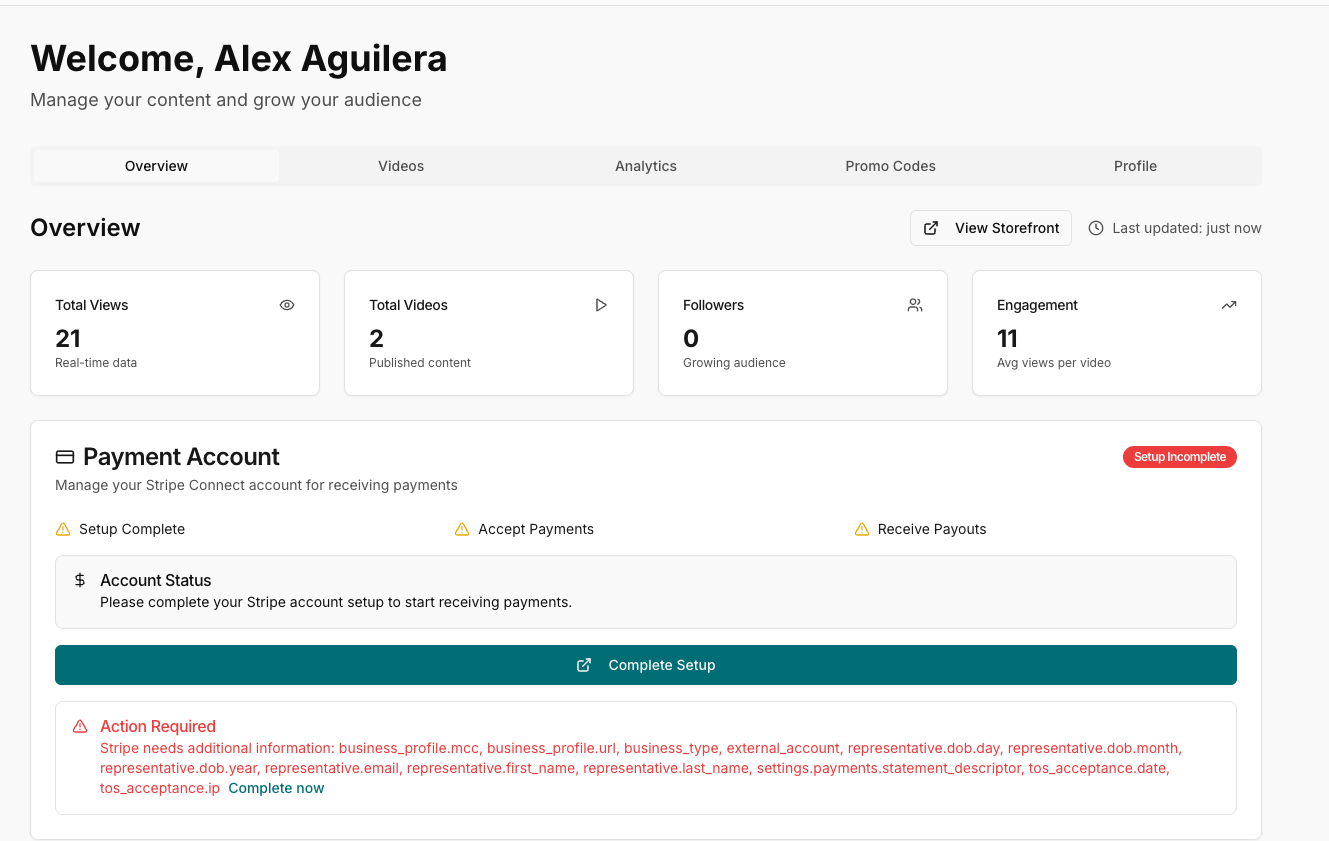 Welcome, Alex Aguilera
Manage your content and grow your audience
Overview
Videos
Analytics
Promo Codes
Profile
Overview
View Storefront
Last updated: just now
Total Views
21
Real-time data
Total Videos
2
Published content
Followers
0
Growing audience
Engagement
11
Avg views per video
Payment Account
Setup Incomplete
Manage your Stripe Connect account for receiving payments
Setup Complete
Accept Payments
Receive Payouts
Account Status
Please complete your Stripe account setup to start receiving payments.
Complete Setup
Action Required
Stripe needs additional information: business_profile.mcc, business_profile.url, business_type, external_account, representative.dob.day, representative.dob.month,
representative.dob.year, representative.email, representative.first_name, representative.last_name, settings.payments.statement_descriptor, tos_acceptance.date,
tos_acceptance.ip Complete now